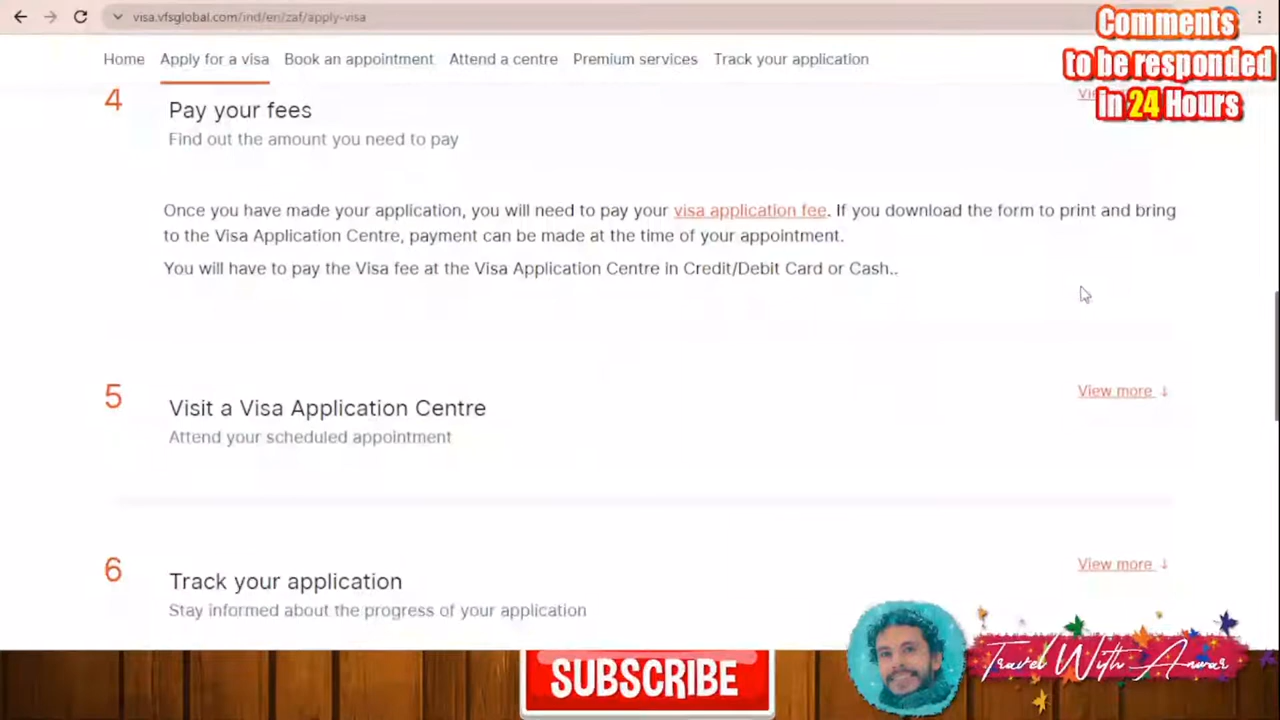 visa.vfsglobal.com/ind/en/zaf/apply-visa
Comments
to be responded
in 24 Hours
Home Apply for a visa Book an appointment Attend a centre Premium services Track your application
4 Pay your fees
Find out the amount you need to pay
Once you have made your application, you will need to pay your visa application fee. If you download the form to print and bring
to the Visa Application Centre, payment can be made at the time of your appointment.
You will have to pay the Visa fee at the Visa Application Centre in Credit/Debit Card or Cash..
5 Visit a Visa Application Centre View more ↓
Attend your scheduled appointment
6 Track your application View more ↓
Stay informed about the progress of your application
SUBSCRIBE
Travel With Anwar